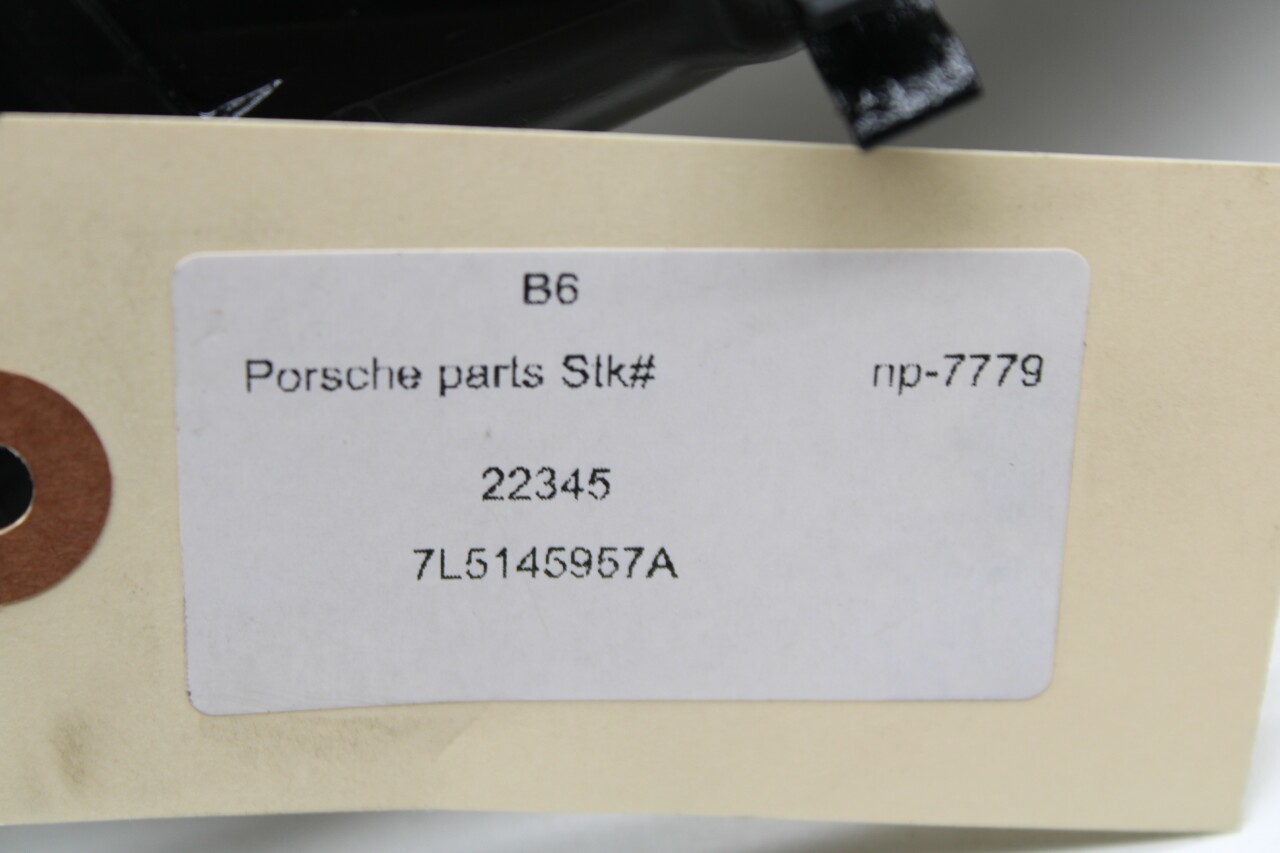 B6
Porsche parts Stk# np-7779
22345
7L5145957A